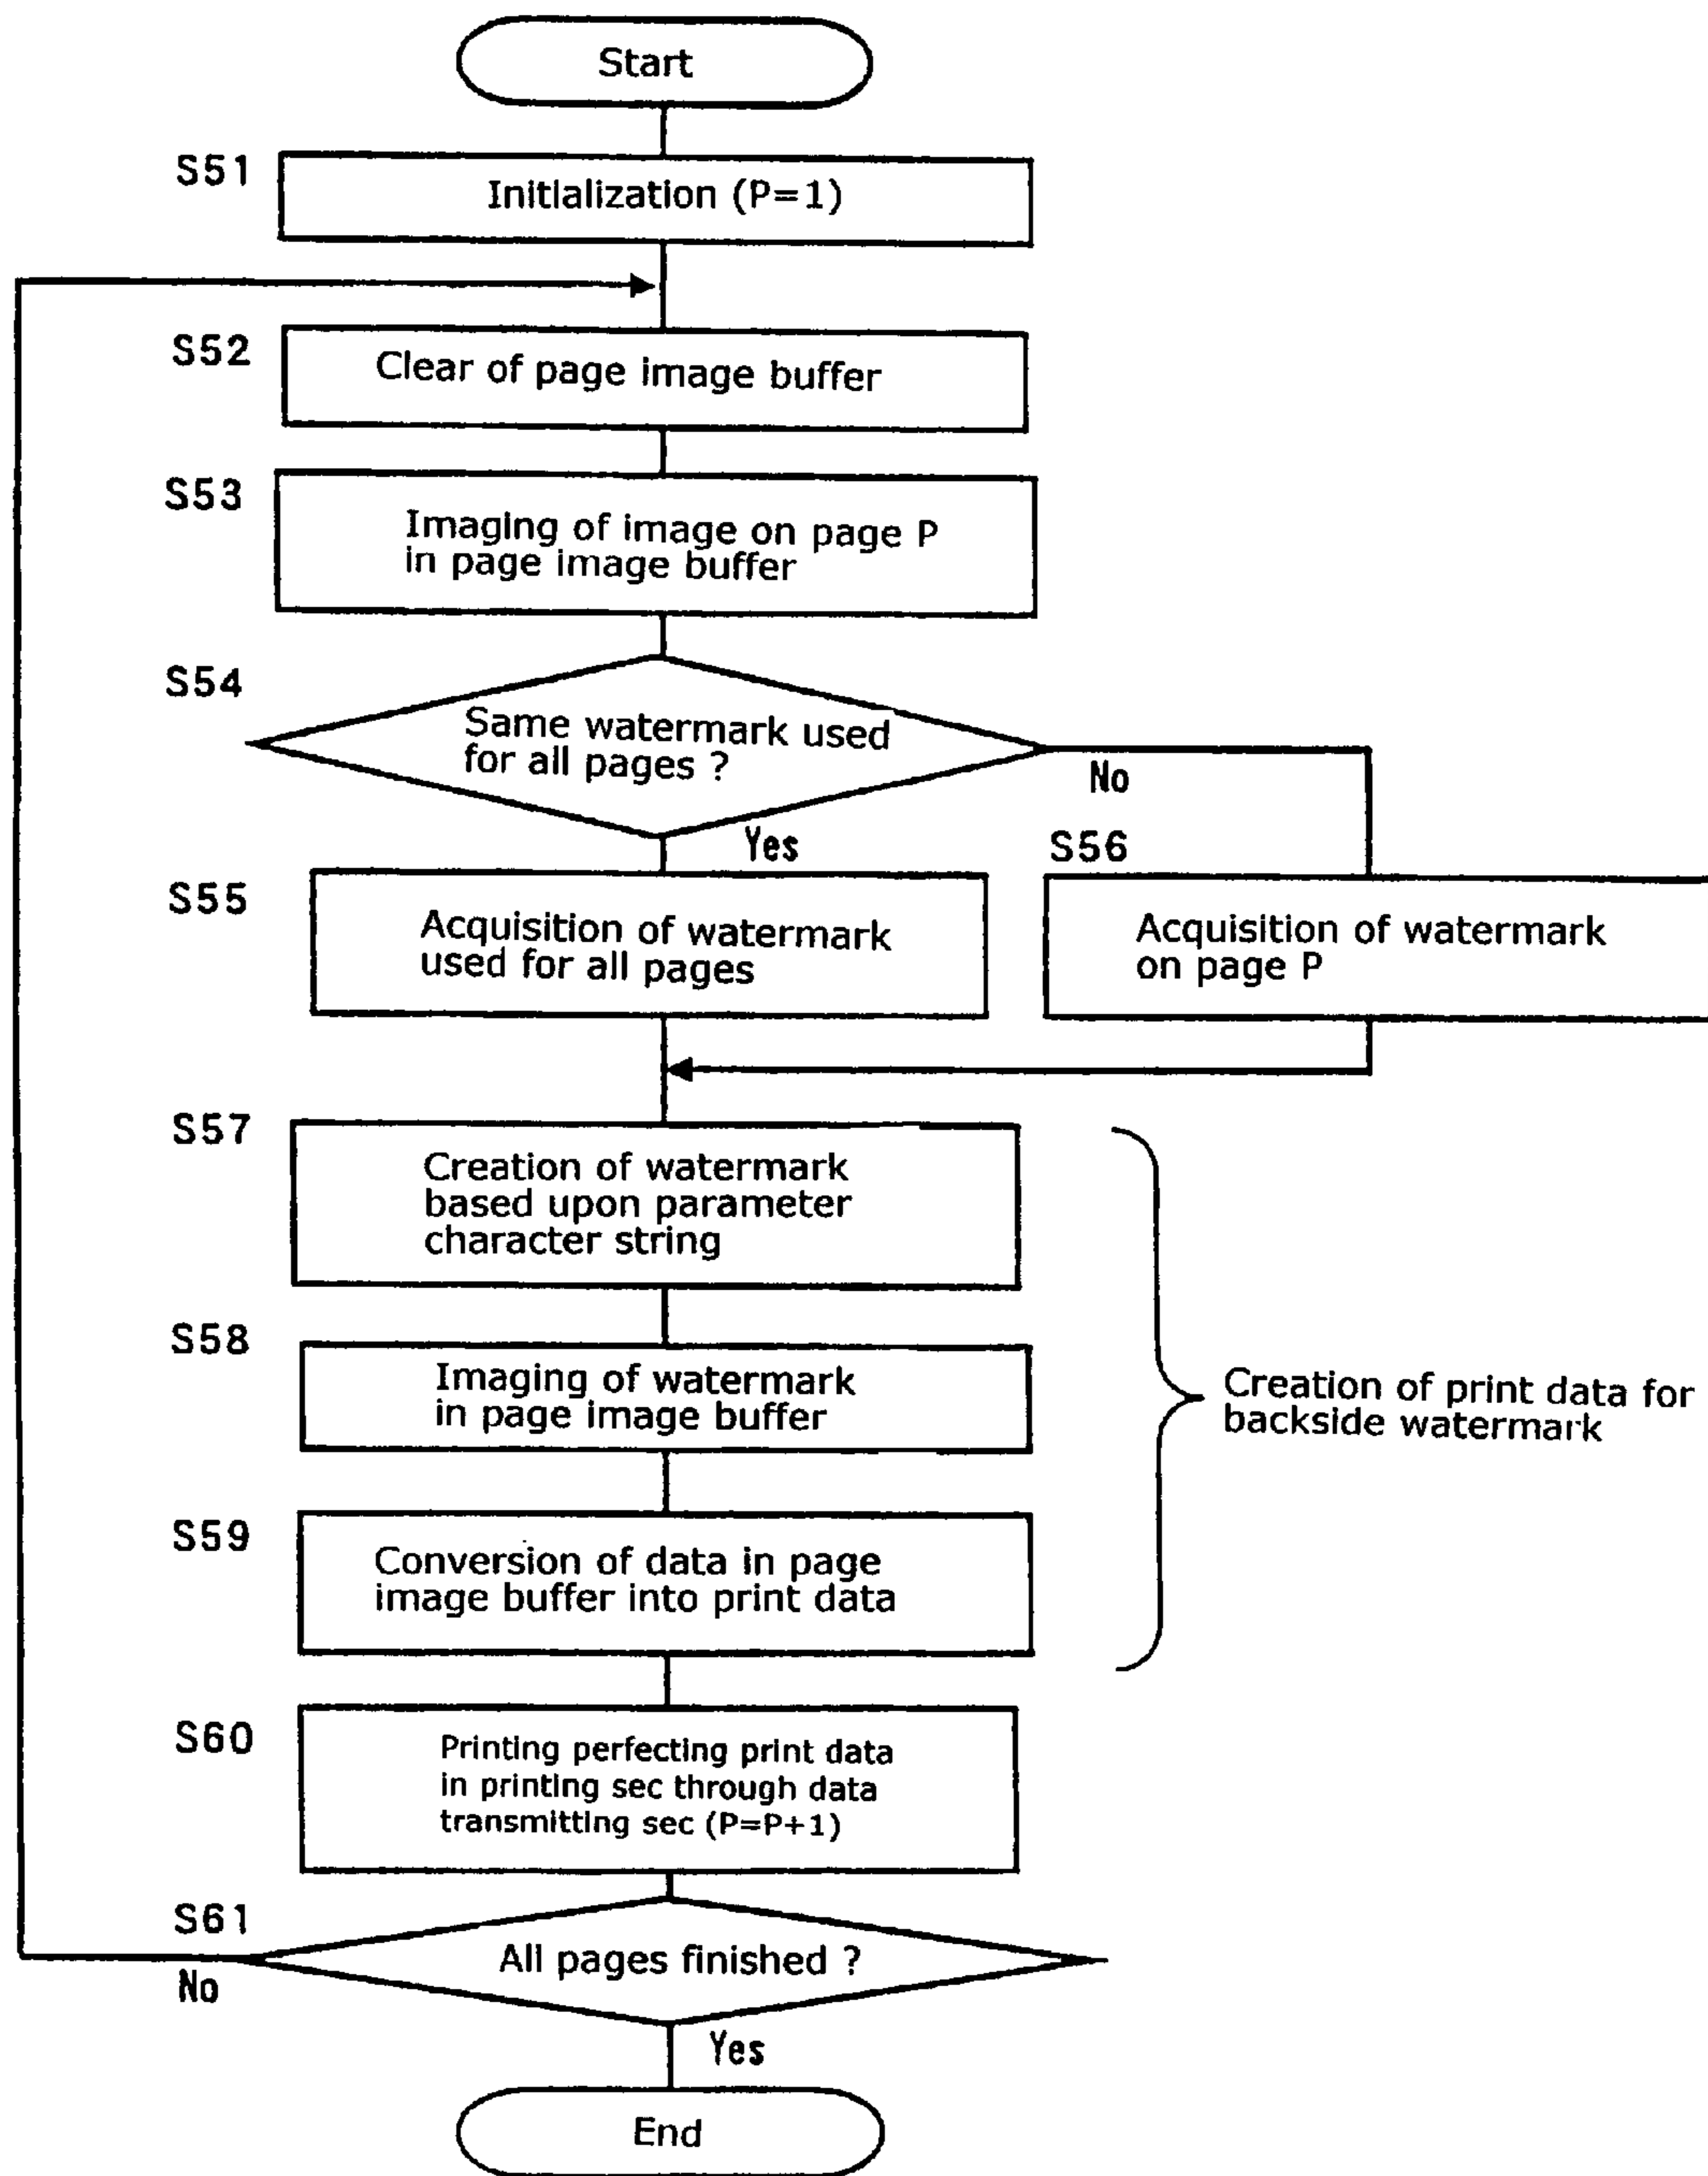 Start
S51
Initialization (P=1)
S52
Clear of page image buffer
S53
Imaging of image on page P
in page image buffer
S54
Same watermark used
for all pages ?
No
Yes
S55
Acquisition of watermark
used for all pages
S56
Acquisition of watermark
on page P
S57
Creation of watermark
based upon parameter
character string
S58
Imaging of watermark
in page image buffer
S59
Conversion of data in page
image buffer into print data
Creation of print data for
backside watermark
S60
Printing perfecting print data
in printing sec through data
transmitting sec (P=P+1)
S61
All pages finished ?
No
Yes
End